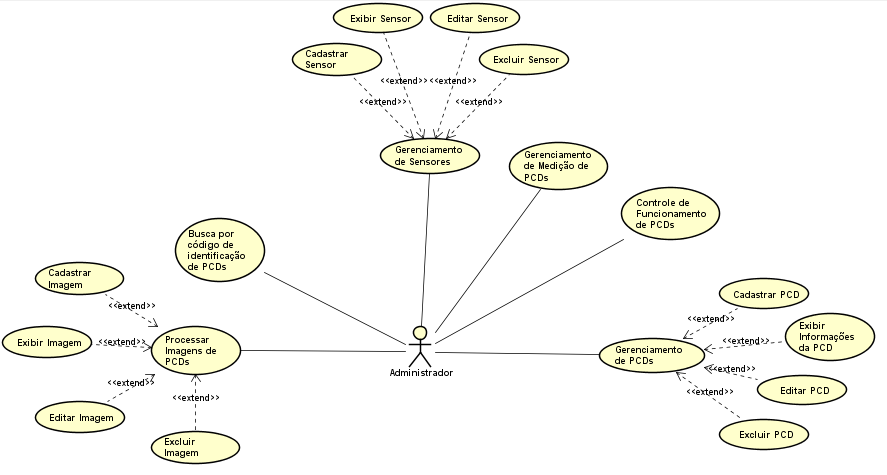 Exibir Sensor
Editar Sensor
Cadastrar
Sensor
Excluir Sensor
<<extend>>
<<extend>>
<<extend>>
<<extend>>
Gerenciamento
de Sensores
Gerenciamento
de Medição de
PCDs
Controle de
Funcionamento
de PCDs
Busca por
código de
identificação
de PCDs
Cadastrar
Imagem
<<extend>>
Exibir Imagem
<<extend>>
Processar
Imagens de
PCDs
<<extend>>
Editar Imagem
<<extend>>
Excluir
Imagem
Administrador
Gerenciamento
de PCDs
Cadastrar PCD
<<extend>>
Exibir
Informações
da PCD
<<extend>>
<<extend>>
Editar PCD
<<extend>>
Excluir PCD